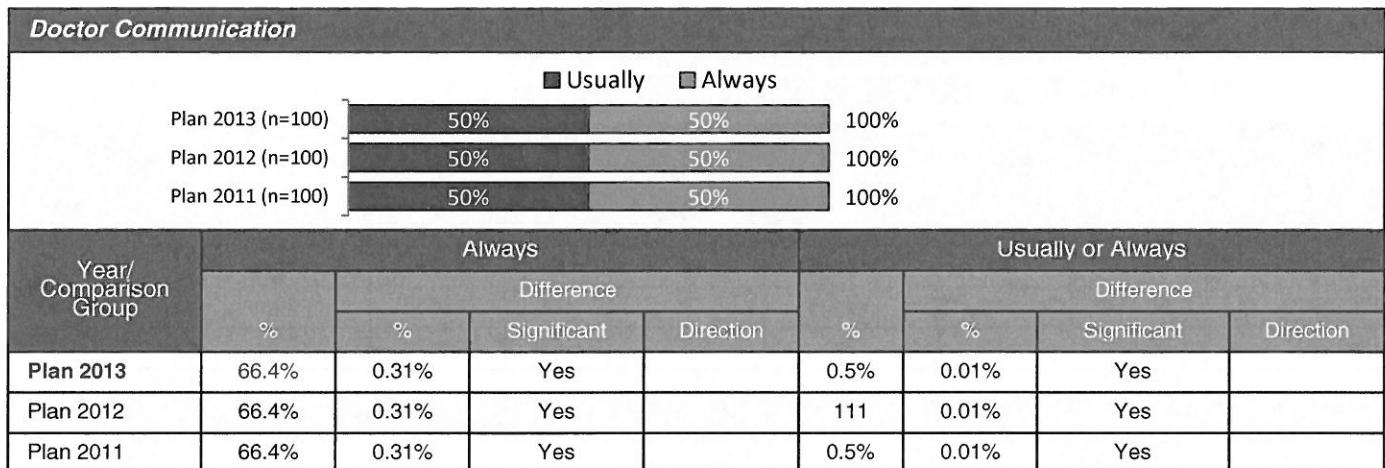 Doctor Communication
Usually Always
Plan 2013 (n=100) 50% 50% 100%
Plan 2012 (n=100) 50% 50% 100%
Plan 2011 (n=100) 50% 50% 100%
Year/ Comparison Group Always Usually or Always
Difference Difference
% % Significant Direction % % Significant Direction
Plan 2013 66.4% 0.31% Yes 0.5% 0.01% Yes
Plan 2012 66.4% 0.31% Yes 111 0.01% Yes
Plan 2011 66.4% 0.31% Yes 0.5% 0.01% Yes